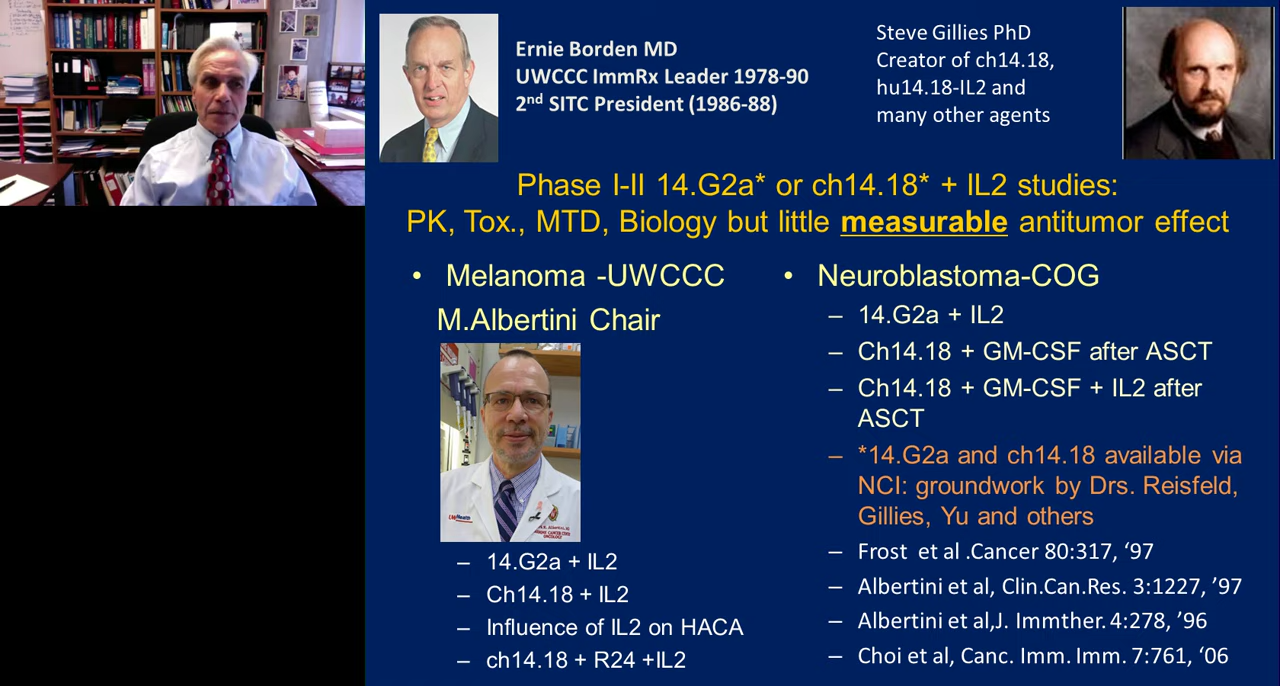 Ernie Borden MD
UWCCC ImmRx Leader 1978-90
2nd SITC President (1986-88)
Steve Gillies PhD
Creator of ch14.18,
hu14.18-IL2 and
many other agents
Phase I-II 14.G2a* or ch14.18* + IL2 studies:
PK, Tox., MTD, Biology but little measurable antitumor effect
• Melanoma -UWCCC
M.Albertini Chair
UWHealth
– 14.G2a + IL2
– Ch14.18 + IL2
– Influence of IL2 on HACA
– ch14.18 + R24 +IL2
• Neuroblastoma-COG
– 14.G2a + IL2
– Ch14.18 + GM-CSF after ASCT
– Ch14.18 + GM-CSF + IL2 after
ASCT
– *14.G2a and ch14.18 available via
NCI: groundwork by Drs. Reisfeld,
Gillies, Yu and others
– Frost et al .Cancer 80:317, ‘97
– Albertini et al, Clin.Can.Res. 3:1227, ’97
– Albertini et al,J. Immther. 4:278, ’96
– Choi et al, Canc. Imm. Imm. 7:761, ‘06